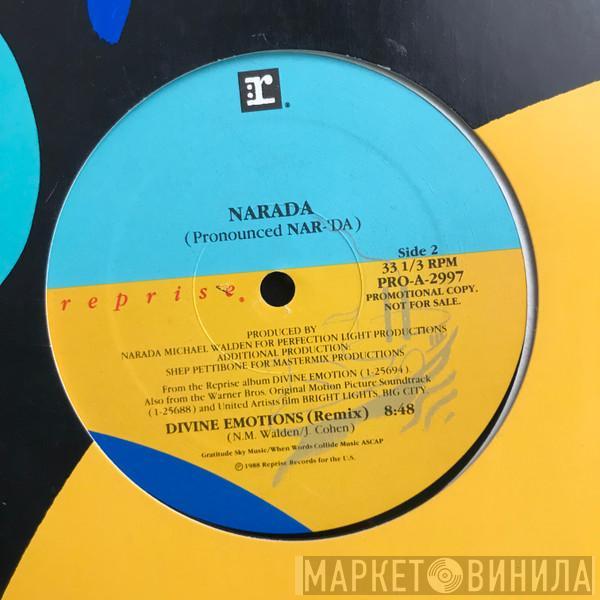 r
NARADA
(Pronounced NAR-'DA)
Side 2
33 1/3 RPM
PRO-A-2997
PROMOTIONAL COPY.
NOT FOR SALE.
reprise
PRODUCED BY
NARADA MICHAEL WALDEN FOR PERFECTION LIGHT PRODUCTIONS
ADDITIONAL PRODUCTION:
SHEP PETTIBONE FOR MASTERMIX PRODUCTIONS
From the Reprise album DIVINE EMOTION (1-25694)
Also from the Warner Bros. Original Motion Picture Soundtrack
(1-25688) and United Artists film BRIGHT LIGHTS, BIG CITY.
DIVINE EMOTIONS (Remix) 8:48
(N.M. Walden/J. Cohen)
Gratitude Sky Music/When Words Collide Music ASCAP
℗ 1988 Reprise Records for the U.S.
МАРКЕТ ВИНИЛА